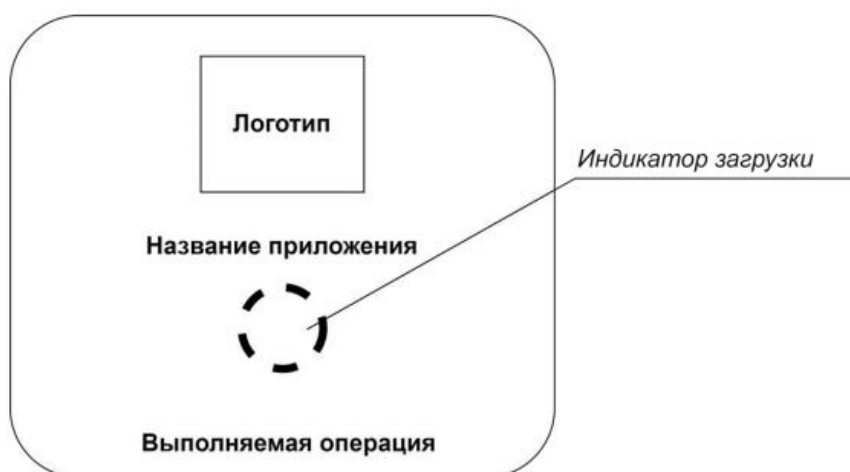 Логотип
Индикатор загрузки
Название приложения
Выполняемая операция